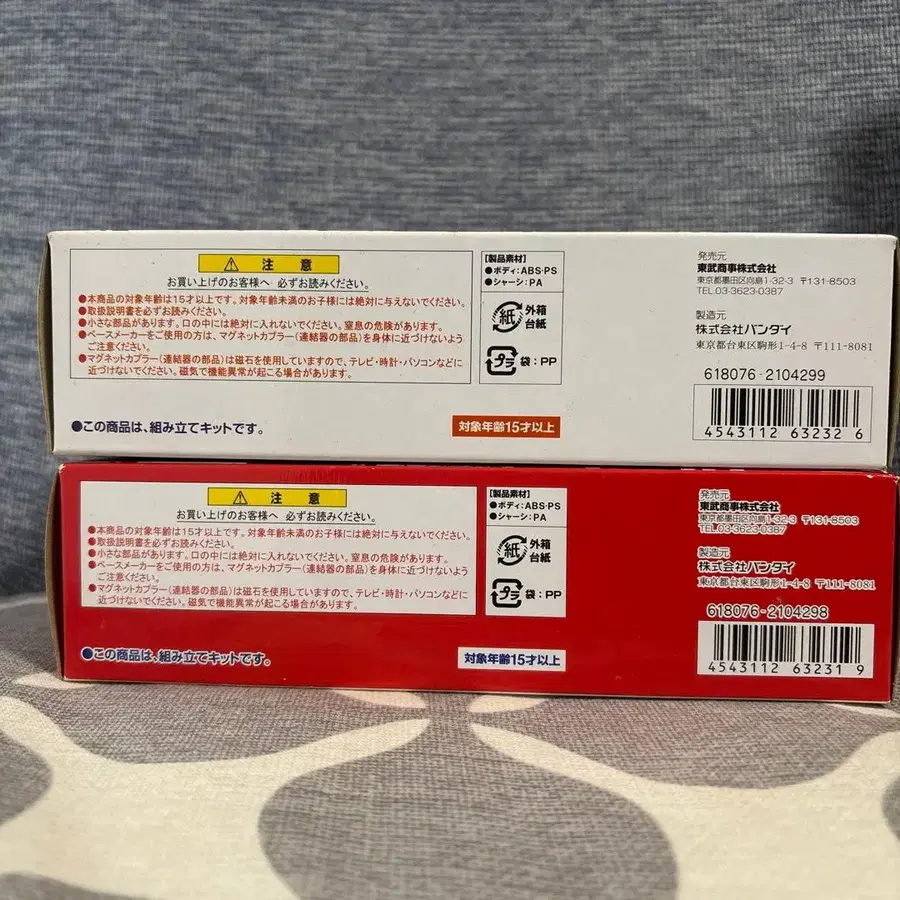 注意
お買い上げのお客様へ 必ずお読みください。
●本商品の対象年齢は15才以上です。対象年齢未満のお子様には絶対に与えないでください。
●取扱説明書を必ずお読みください。
●小さな部品があります。口の中には絶対に入れないでください。窒息の危険があります。
●ペースメーカーをご使用の方は、マグネットカプラー(連結器の部品)を身体に近づけないよう
ご注意ください。
●マグネットカプラー(連結器の部品)は磁石を使用していますので、テレビ・時計・パソコンなどに
近づけないでください。磁気で機能異常が起こる場合があります。
●この商品は、組み立てキットです。
【製品素材】
●ボディ:ABS・PS
●シャーシ:PA
紙 外箱
台紙
プラ 袋:PP
対象年齢15才以上
発売元
東武商事株式会社
東京都墨田区向島1-32-3 〒131-8503
TEL.03-3623-0387
製造元
株式会社バンダイ
東京都台東区駒形1-4-8 〒111-8081
618076-2104299
4543112 63232 6
注意
お買い上げのお客様へ 必ずお読みください。
●本商品の対象年齢は15才以上です。対象年齢未満のお子様には絶対に与えないでください。
●取扱説明書を必ずお読みください。
●小さな部品があります。口の中には絶対に入れないでください。窒息の危険があります。
●ペースメーカーをご使用の方は、マグネットカプラー(連結器の部品)を身体に近づけないよう
ご注意ください。
●マグネットカプラー(連結器の部品)は磁石を使用していますので、テレビ・時計・パソコンなどに
近づけないでください。磁気で機能異常が起こる場合があります。
●この商品は、組み立てキットです。
【製品素材】
●ボディ:ABS・PS
●シャーシ:PA
紙 外箱
台紙
プラ 袋:PP
対象年齢15才以上
発売元
東武商事株式会社
東京都墨田区向島1-32-3 〒131-8503
TEL.03-3623-0387
製造元
株式会社バンダイ
東京都台東区駒形1-4-8 〒111-8081
618076-2104298
4543112 63231 9